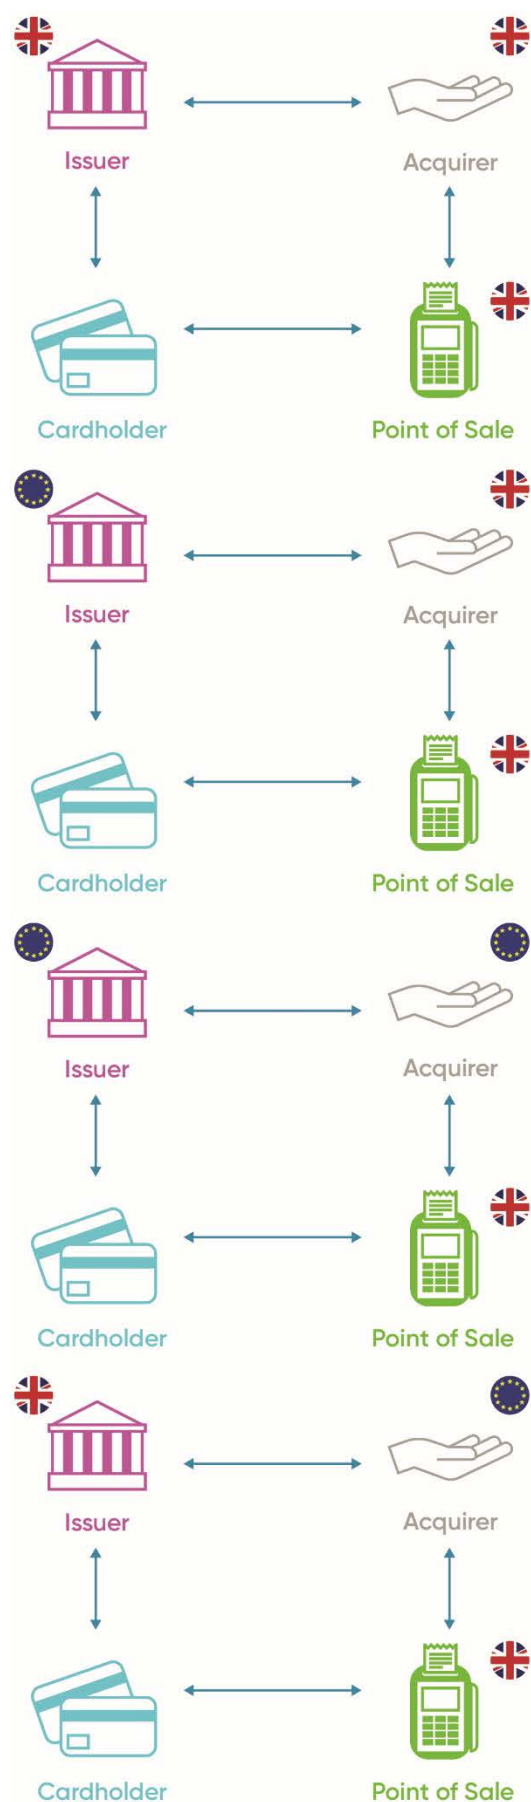 Issuer
Acquirer
Cardholder
Point of Sale
Issuer
Acquirer
Cardholder
Point of Sale
Issuer
Acquirer
Cardholder
Point of Sale
Issuer
Acquirer
Cardholder
Point of Sale